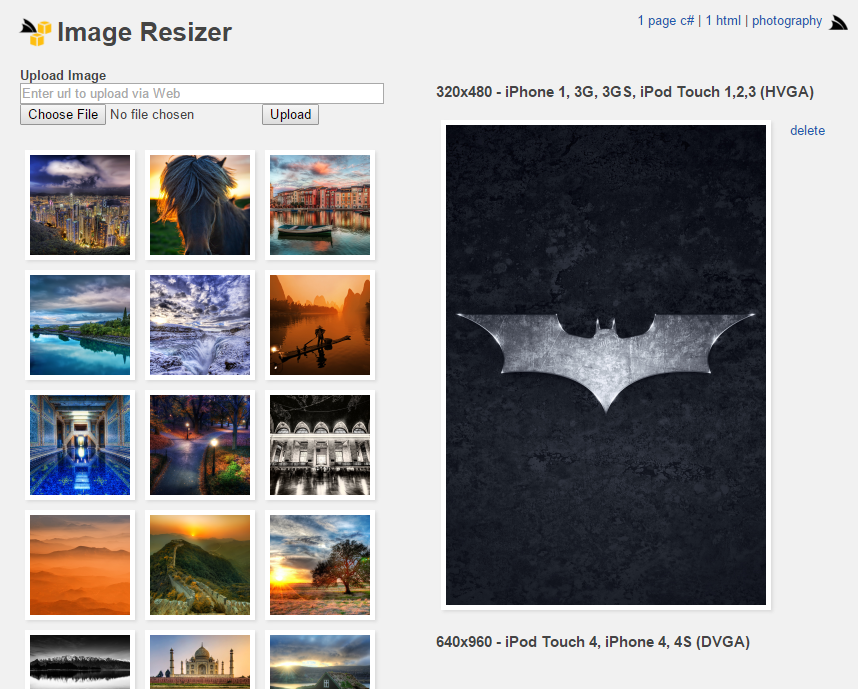 Image Resizer
1 page c# | 1 html | photography
Upload Image
Enter url to upload via Web
Choose File No file chosen Upload
320x480 - iPhone 1, 3G, 3GS, iPod Touch 1,2,3 (HVGA)
delete
640x960 - iPod Touch 4, iPhone 4, 4S (DVGA)